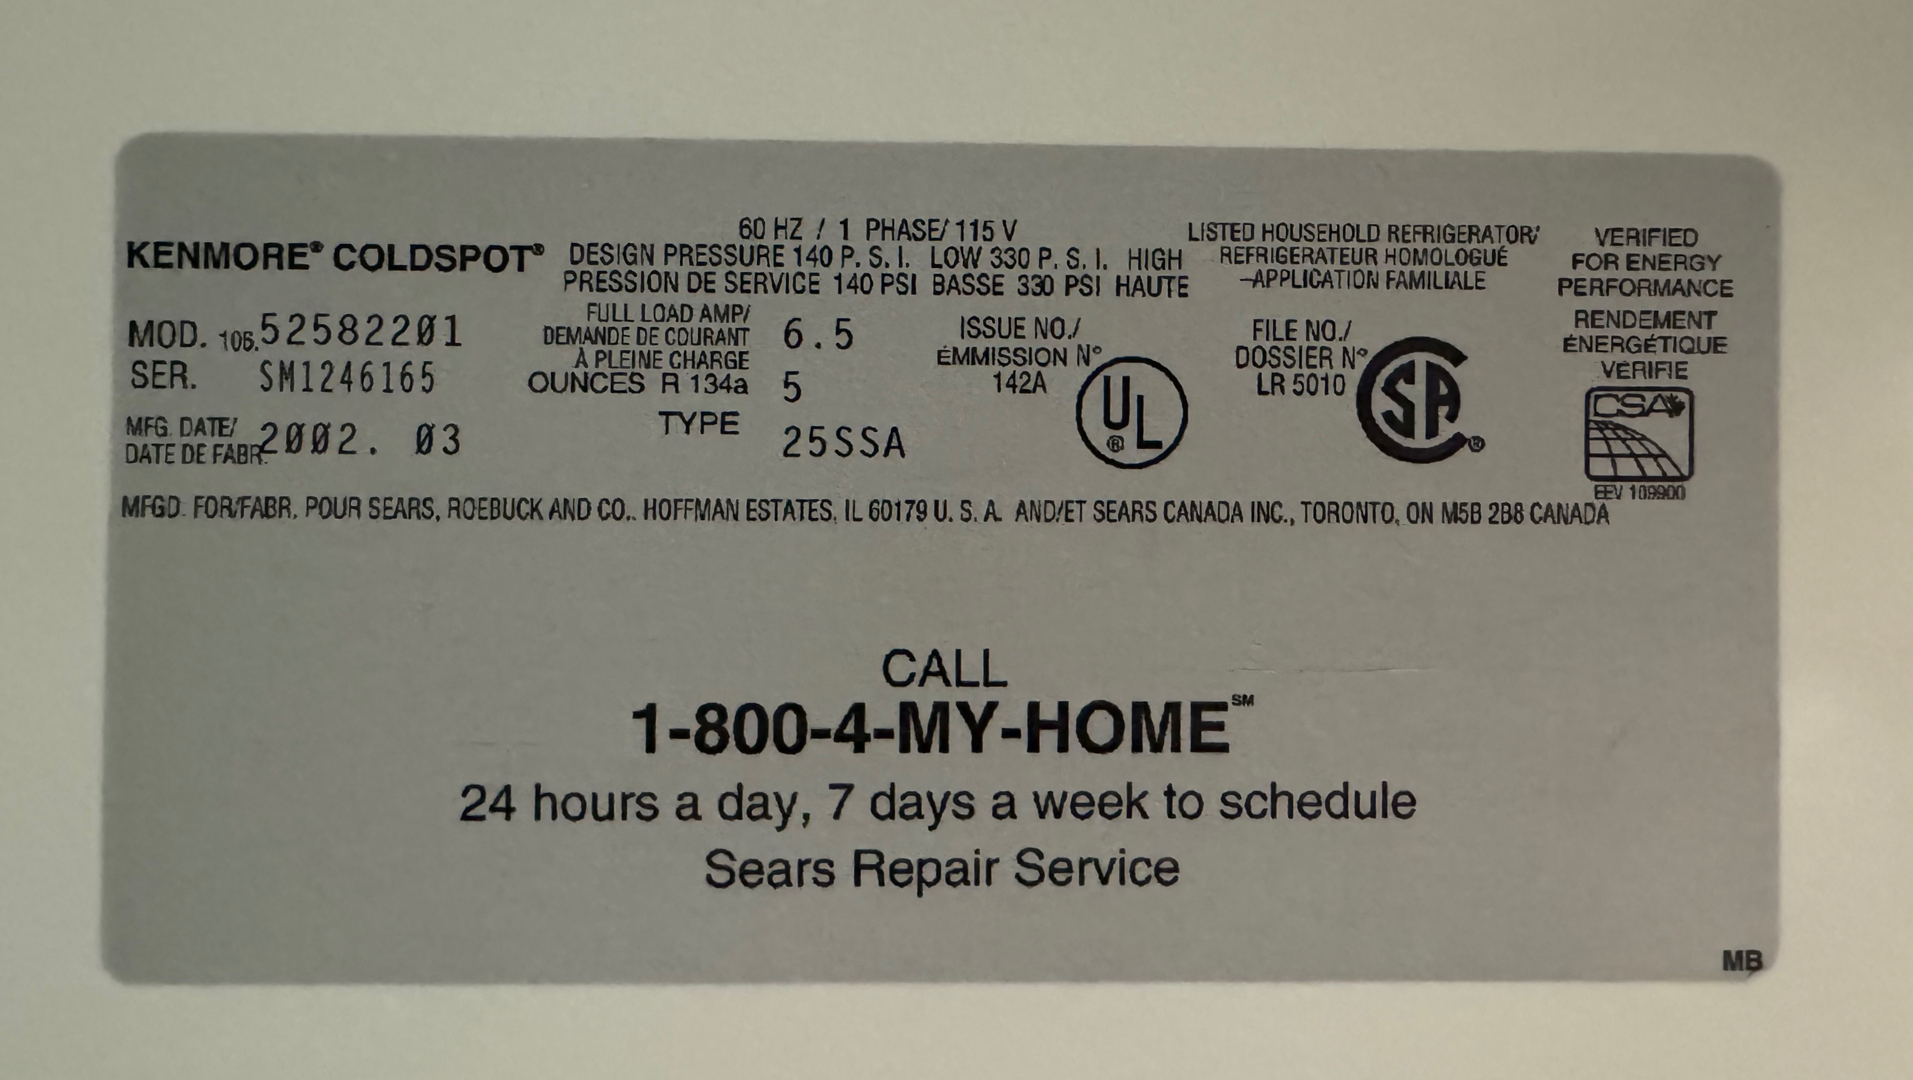 60 HZ / 1 PHASE/ 115 V
KENMORE® COLDSPOT®
DESIGN PRESSURE 140 P. S. I. LOW 330 P. S. I. HIGH
PRESSION DE SERVICE 140 PSI BASSE 330 PSI HAUTE
LISTED HOUSEHOLD REFRIGERATOR/
REFRIGERATEUR HOMOLOGUÉ
-APPLICATION FAMILIALE
VERIFIED
FOR ENERGY
PERFORMANCE
RENDEMENT
ÉNERGÉTIQUE
VÉRIFIE
MOD. 106.52582201
SER. SM1246165
MFG. DATE/
DATE DE FABR. 2002. 03
FULL LOAD AMP/
DEMANDE DE COURANT
À PLEINE CHARGE
6.5
OUNCES R 134a 5
TYPE 25SSA
ISSUE NO./
ÉMMISSION N°
142A
UL®
FILE NO./
DOSSIER N°
LR 5010
SA®
CSA
EEV 109900
MFGD. FOR/FABR. POUR SEARS, ROEBUCK AND CO., HOFFMAN ESTATES, IL 60179 U. S. A. AND/ET SEARS CANADA INC., TORONTO, ON M5B 2B8 CANADA
CALL
1-800-4-MY-HOME℠
24 hours a day, 7 days a week to schedule
Sears Repair Service
MB